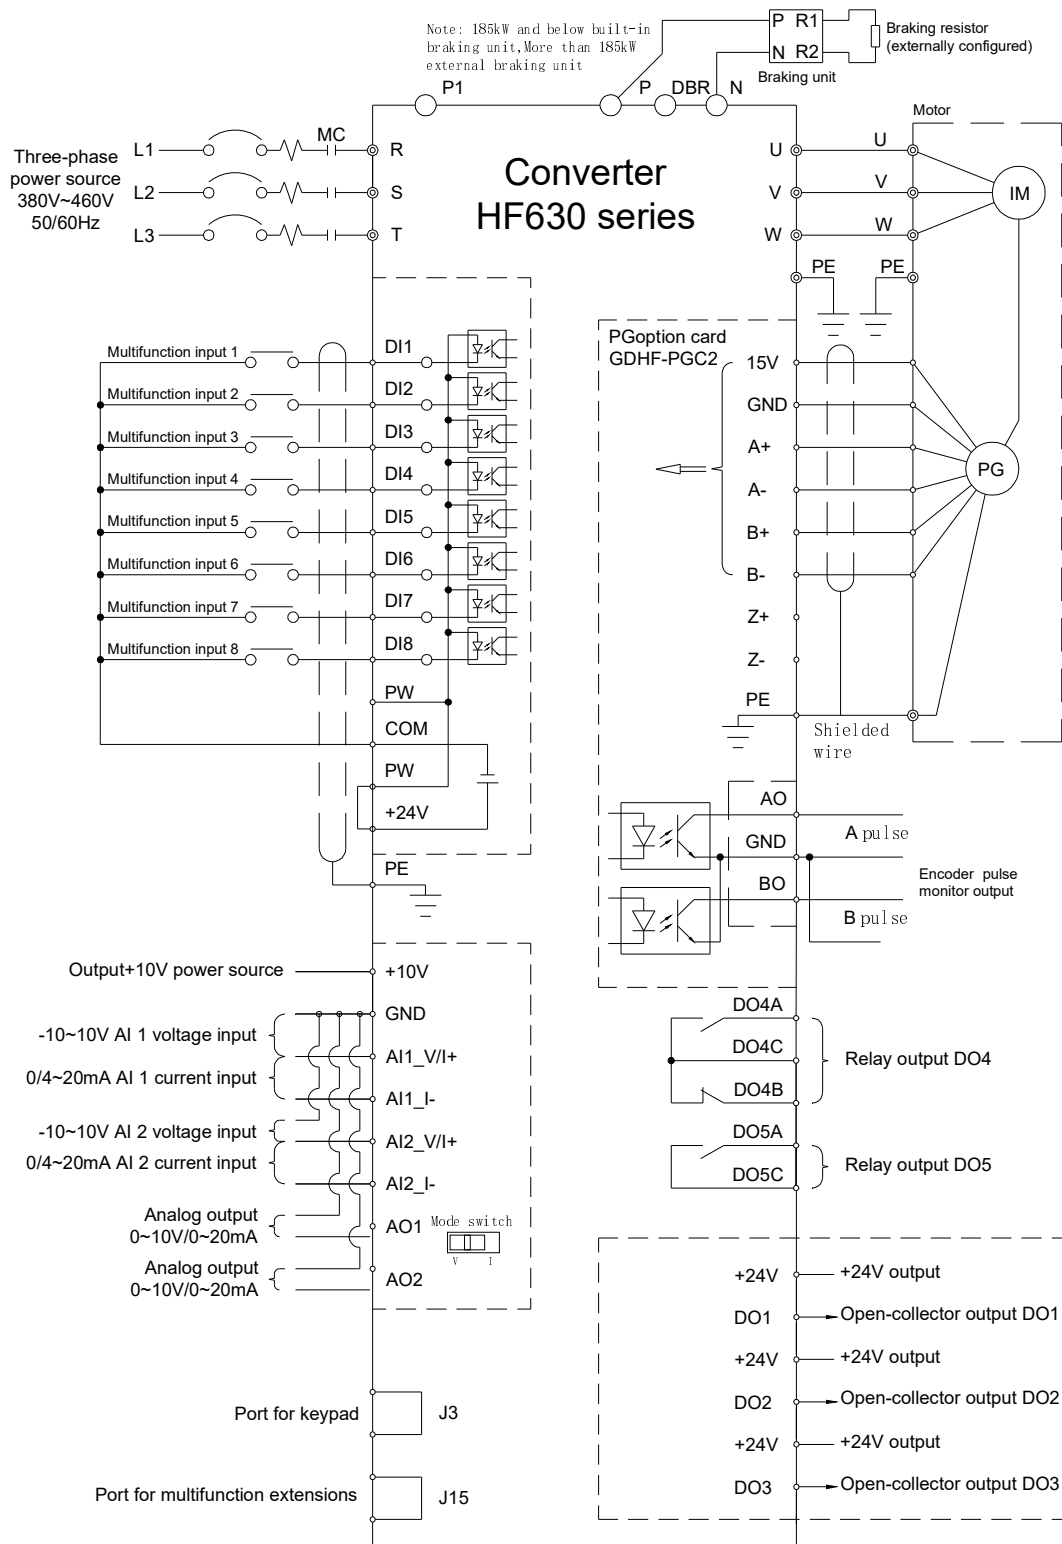 Note: 185kW and below built-in
braking unit,More than 185kW
external braking unit
P R1
N R2
Braking unit
Braking resistor
(externally configured)
P1
P
DBR
N
Three-phase
power source
380V~460V
50/60Hz
L1
L2
L3
MC
R
S
T
Converter
HF630 series
U
V
W
PE
U
V
W
PE
Motor
IM
Multifunction input 1
DI1
Multifunction input 2
DI2
Multifunction input 3
DI3
Multifunction input 4
DI4
Multifunction input 5
DI5
Multifunction input 6
DI6
Multifunction input 7
DI7
Multifunction input 8
DI8
PW
COM
PW
+24V
PE
PGoption card
GDHF-PGC2
15V
GND
A+
A-
B+
B-
Z+
Z-
PE
PG
Shielded
wire
AO
GND
BO
A pulse
B pulse
Encoder pulse
monitor output
Output+10V power source
+10V
GND
-10~10V AI 1 voltage input
AI1_V/I+
0/4~20mA AI 1 current input
AI1_I-
-10~10V AI 2 voltage input
AI2_V/I+
0/4~20mA AI 2 current input
AI2_I-
Analog output
0~10V/0~20mA
AO1
Mode switch
V I
Analog output
0~10V/0~20mA
AO2
DO4A
DO4C
DO4B
Relay output DO4
DO5A
DO5C
Relay output DO5
+24V
+24V output
DO1
Open-collector output DO1
+24V
+24V output
DO2
Open-collector output DO2
+24V
+24V output
DO3
Open-collector output DO3
Port for keypad
J3
Port for multifunction extensions
J15